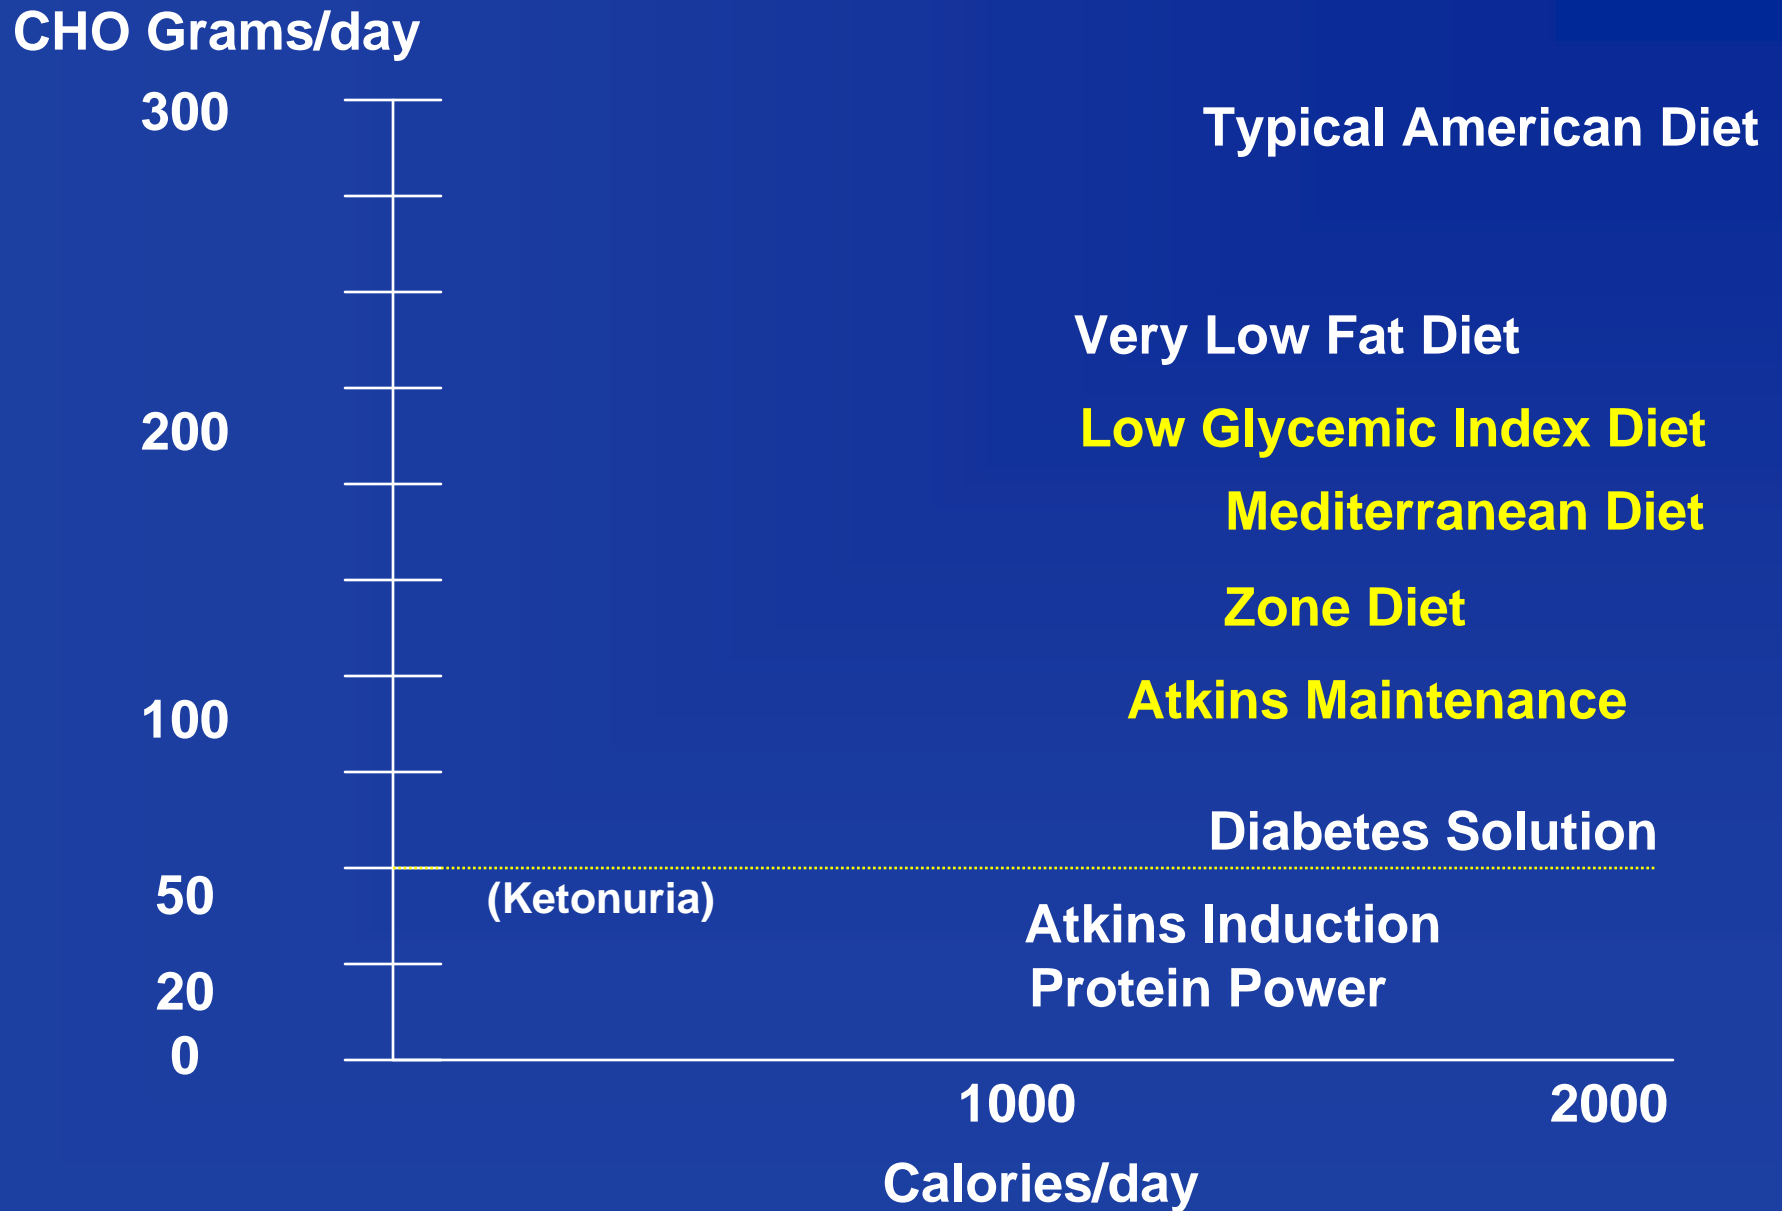 CHO Grams/day
300
Typical American Diet
Very Low Fat Diet
200
Low Glycemic Index Diet
Mediterranean Diet
Zone Diet
100
Atkins Maintenance
Diabetes Solution
50
(Ketonuria)
Atkins Induction
20
Protein Power
0
1000
2000
Calories/day